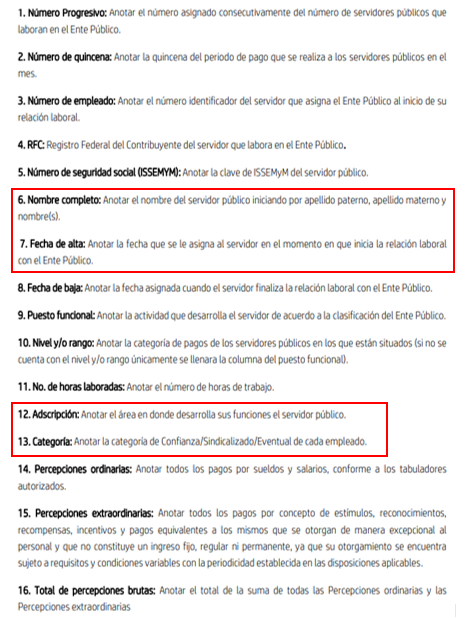 1. Número Progresivo: Anotar el número asignado consecutivamente del número de servidores públicos que
laboran en el Ente Público.
2. Número de quincena: Anotar la quincena del periodo de pago que se realiza a los servidores públicos en el
mes.
3. Número de empleado: Anotar el número identificador del servidor que asigna el Ente Público al inicio de su
relación laboral.
4. RFC: Registro Federal del Contribuyente del servidor que labora en el Ente Público.
5. Número de seguridad social (ISSEMYM): Anotar la clave de ISSEMyM del servidor público.
6. Nombre completo: Anotar el nombre del servidor público iniciando por apellido paterno, apellido materno y
nombre(s).
7. Fecha de alta: Anotar la fecha que se le asigna al servidor en el momento en que inicia la relación laboral
con el Ente Público.
8. Fecha de baja: Anotar la fecha asignada cuando el servidor finaliza la relación laboral con el Ente Público.
9. Puesto funcional: Anotar la actividad que desarrolla el servidor de acuerdo a la clasificación del Ente Público.
10. Nivel y/o rango: Anotar la categoría de pagos de los servidores públicos en los que están situados (si no se
cuenta con el nivel y/o rango únicamente se llenara la columna del puesto funcional).
11. No. de horas laboradas: Anotar el número de horas de trabajo.
12. Adscripción: Anotar el área en donde desarrolla sus funciones el servidor público.
13. Categoría: Anotar la categoría de Confianza/Sindicalizado/Eventual de cada empleado.
14. Percepciones ordinarias: Anotar todos los pagos por sueldos y salarios, conforme a los tabuladores
autorizados.
15. Percepciones extraordinarias: Anotar todos los pagos por concepto de estímulos, reconocimientos,
recompensas, incentivos y pagos equivalentes a los mismos que se otorgan de manera excepcional al
personal y que no constituye un ingreso fijo, regular ni permanente, ya que su otorgamiento se encuentra
sujeto a requisitos y condiciones variables con la periodicidad establecida en las disposiciones aplicables.
16. Total de percepciones brutas: Anotar el total de la suma de todas las Percepciones ordinarias y las
Percepciones extraordinarias